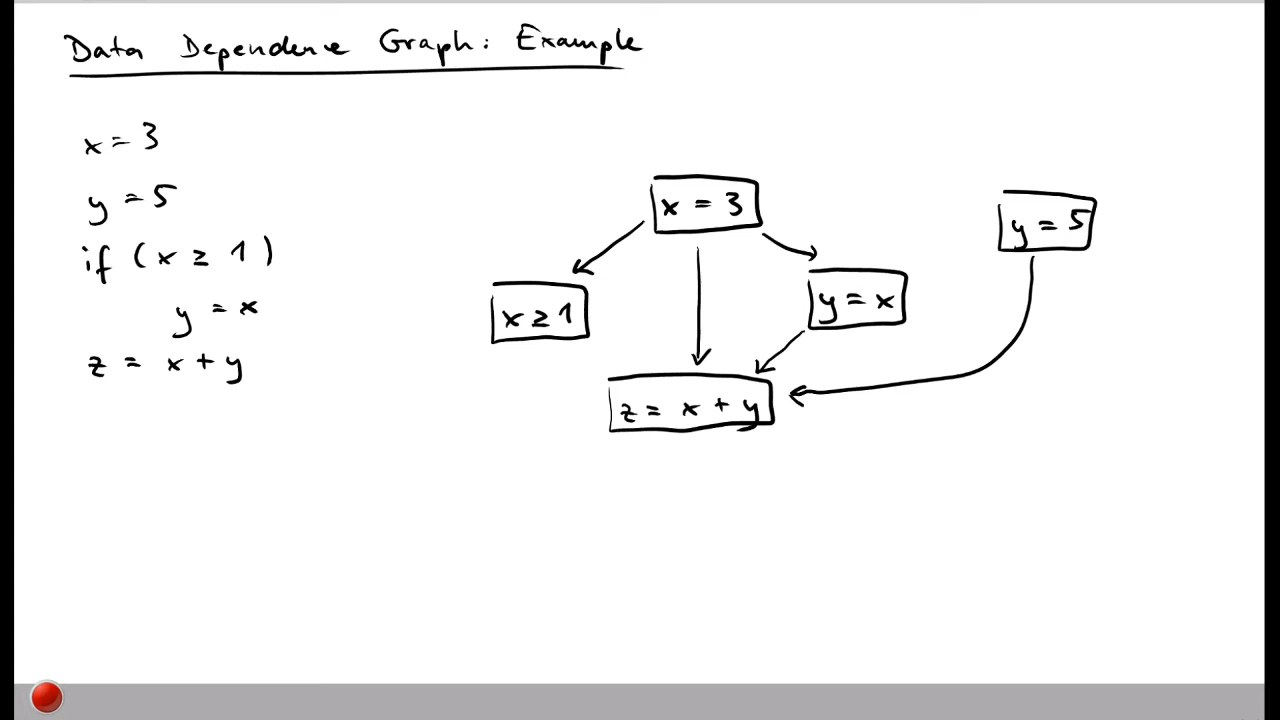 Data Dependence Graph: Example
x = 3
y = 5
if (x ≥ 1)
y = x
z = x + y
x = 3
y = 5
x ≥ 1
y = x
z = x + y